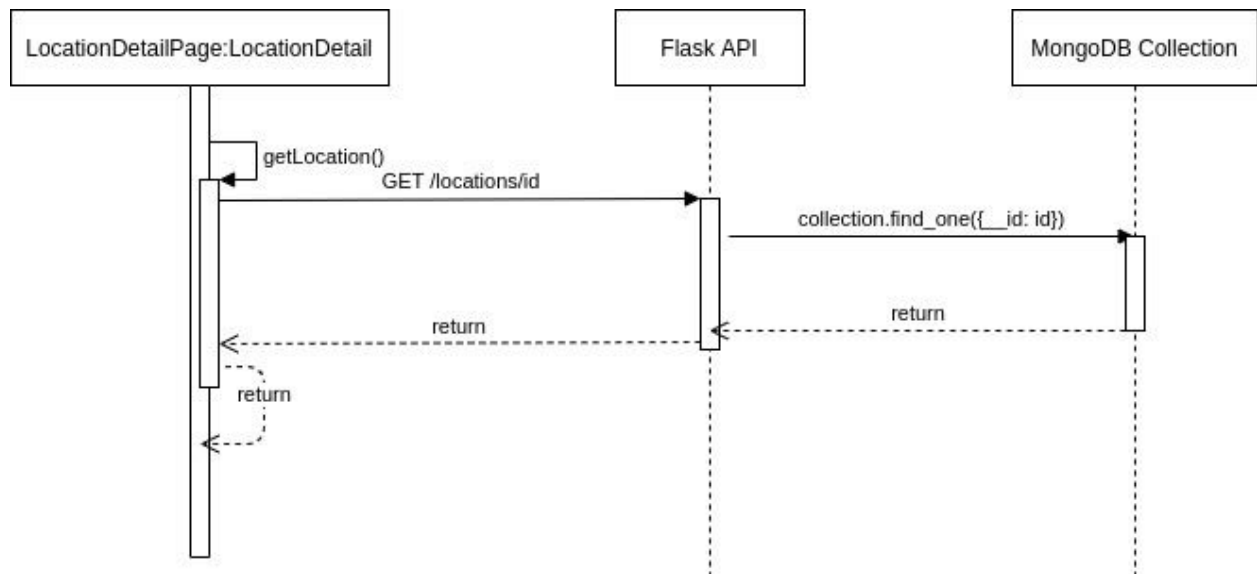 LocationDetailPage:LocationDetail
Flask API
MongoDB Collection
getLocation()
GET /locations/id
collection.find_one({__id: id})
return
return
return